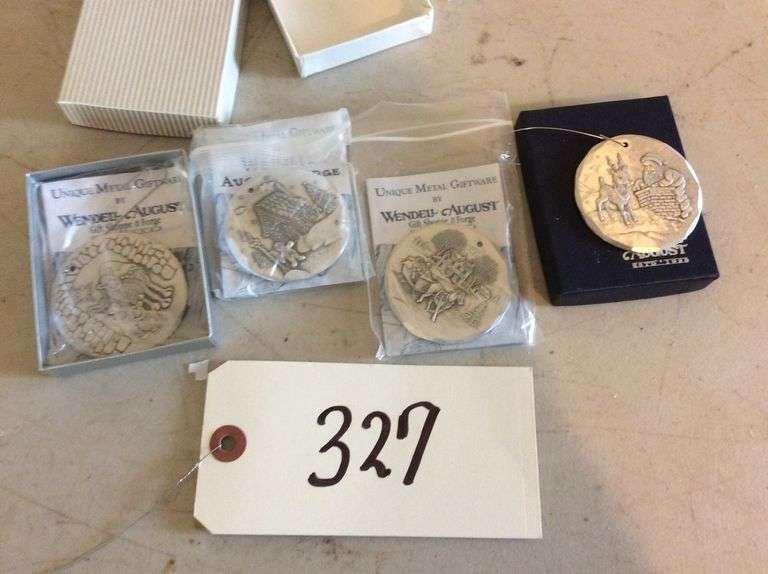 UNIQUE METAL GIFTWARE
BY
WENDELL AUGUST
Gift Shoppe & Forge
UNIQUE METAL GIFTWARE
BY
WENDELL AUGUST
Gift Shoppe & Forge
AUGUST
FORGE
327